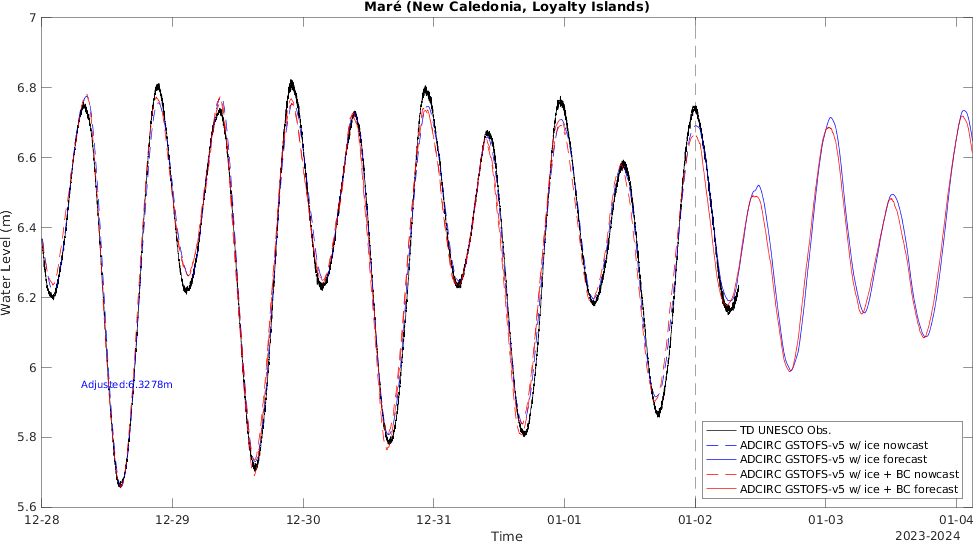 Maré (New Caledonia, Loyalty Islands)
7
6.8
6.6
6.4
6.2
6
5.8
5.6
Water Level (m)
Adjusted:6.3278m
TD UNESCO Obs.
ADCIRC GSTOFS-v5 w/ ice nowcast
ADCIRC GSTOFS-v5 w/ ice forecast
ADCIRC GSTOFS-v5 w/ ice + BC nowcast
ADCIRC GSTOFS-v5 w/ ice + BC forecast
12-28 12-29 12-30 12-31 01-01 01-02 01-03 01-04
Time
2023-2024